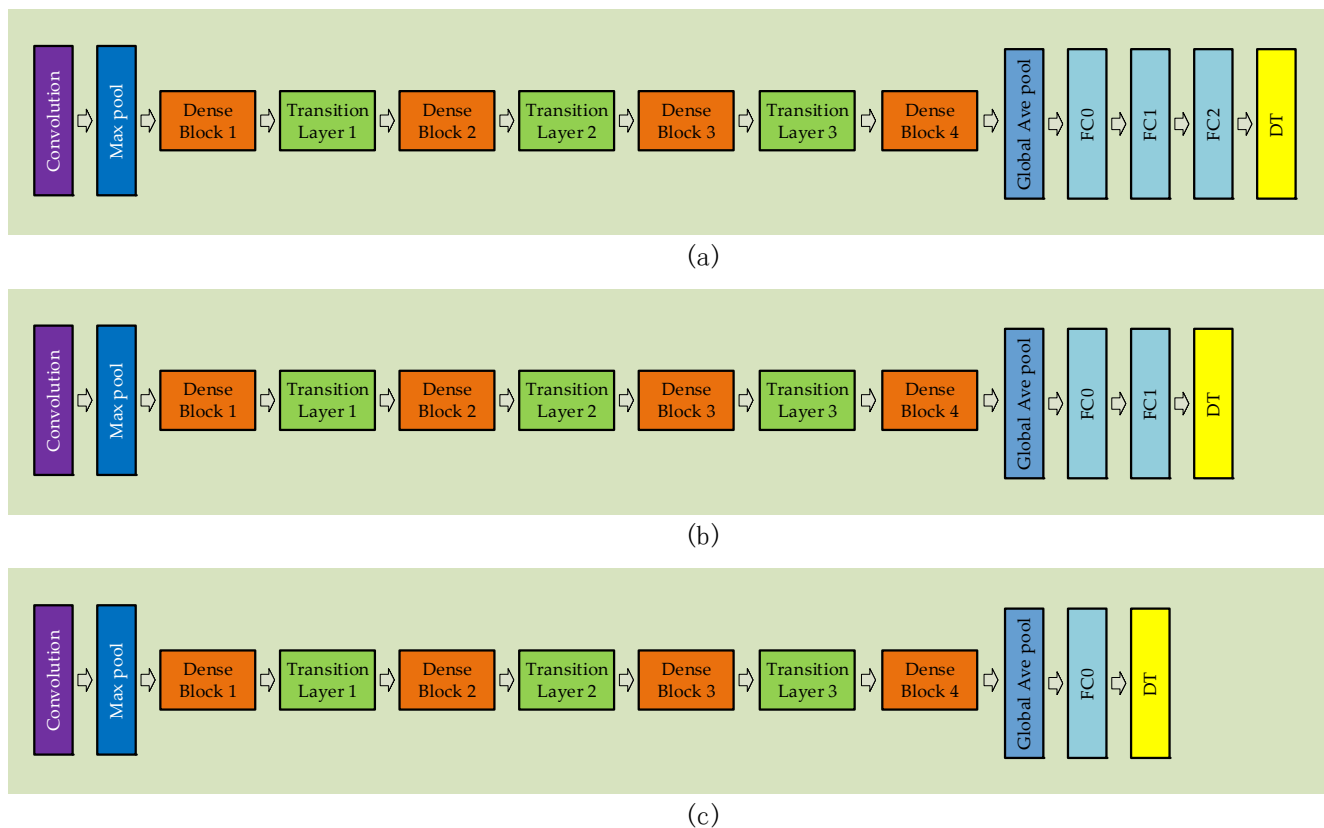 Convolution
Max pool
Dense
Block 1
Transition
Layer 1
Dense
Block 2
Transition
Layer 2
Dense
Block 3
Transition
Layer 3
Dense
Block 4
Global Ave pool
FC0
FC1
FC2
DT
(a)
Convolution
Max pool
Dense
Block 1
Transition
Layer 1
Dense
Block 2
Transition
Layer 2
Dense
Block 3
Transition
Layer 3
Dense
Block 4
Global Ave pool
FC0
FC1
DT
(b)
Convolution
Max pool
Dense
Block 1
Transition
Layer 1
Dense
Block 2
Transition
Layer 2
Dense
Block 3
Transition
Layer 3
Dense
Block 4
Global Ave pool
FC0
DT
(c)